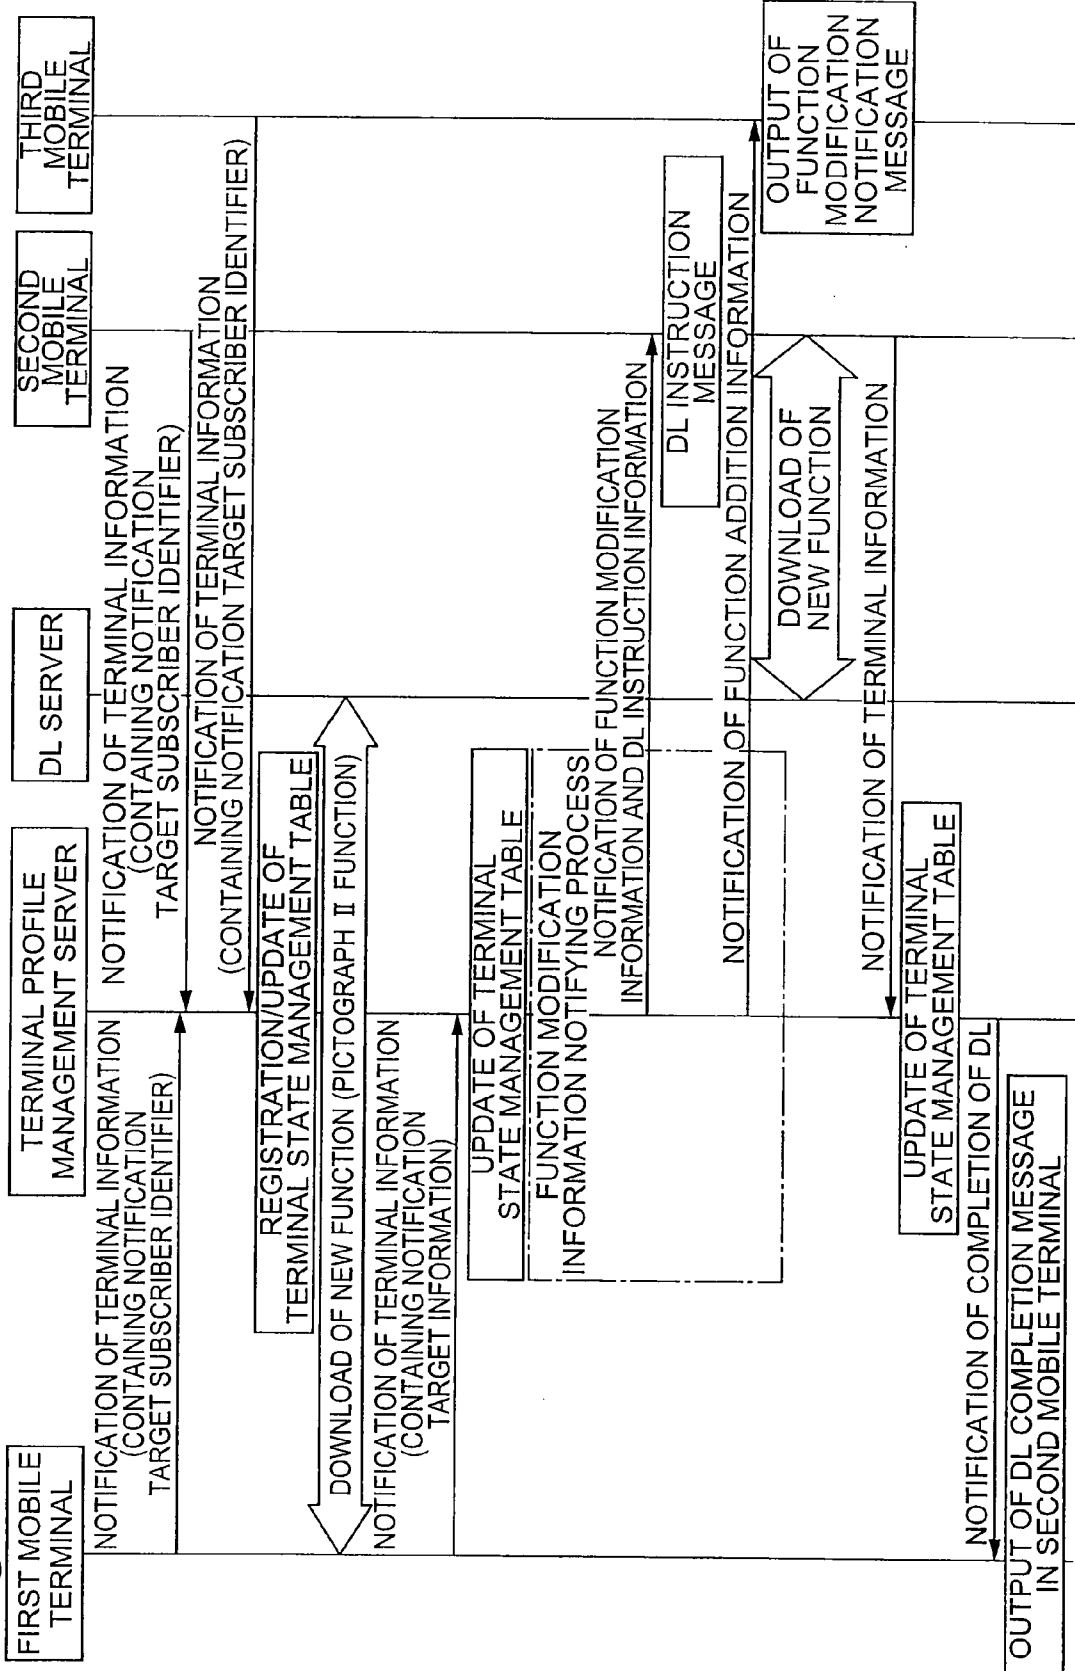 FIRST MOBILE
TERMINAL
TERMINAL PROFILE
MANAGEMENT SERVER
DL SERVER
SECOND
MOBILE
TERMINAL
THIRD
MOBILE
TERMINAL
NOTIFICATION OF TERMINAL INFORMATION
(CONTAINING NOTIFICATION
TARGET SUBSCRIBER IDENTIFIER)
NOTIFICATION OF TERMINAL INFORMATION
(CONTAINING NOTIFICATION
TARGET SUBSCRIBER IDENTIFIER)
NOTIFICATION OF TERMINAL INFORMATION
(CONTAINING NOTIFICATION TARGET SUBSCRIBER IDENTIFIER)
REGISTRATION/UPDATE OF
TERMINAL STATE MANAGEMENT TABLE
DOWNLOAD OF NEW FUNCTION (PICTOGRAPH II FUNCTION)
NOTIFICATION OF TERMINAL INFORMATION
(CONTAINING NOTIFICATION
TARGET INFORMATION)
UPDATE OF TERMINAL
STATE MANAGEMENT TABLE
FUNCTION MODIFICATION
INFORMATION NOTIFYING PROCESS
NOTIFICATION OF FUNCTION MODIFICATION
INFORMATION AND DL INSTRUCTION INFORMATION
DL INSTRUCTION
MESSAGE
NOTIFICATION OF FUNCTION ADDITION INFORMATION
OUTPUT OF
FUNCTION
MODIFICATION
NOTIFICATION
MESSAGE
DOWNLOAD OF
NEW FUNCTION
NOTIFICATION OF TERMINAL INFORMATION
UPDATE OF TERMINAL
STATE MANAGEMENT TABLE
NOTIFICATION OF COMPLETION OF DL
OUTPUT OF DL COMPLETION MESSAGE
IN SECOND MOBILE TERMINAL